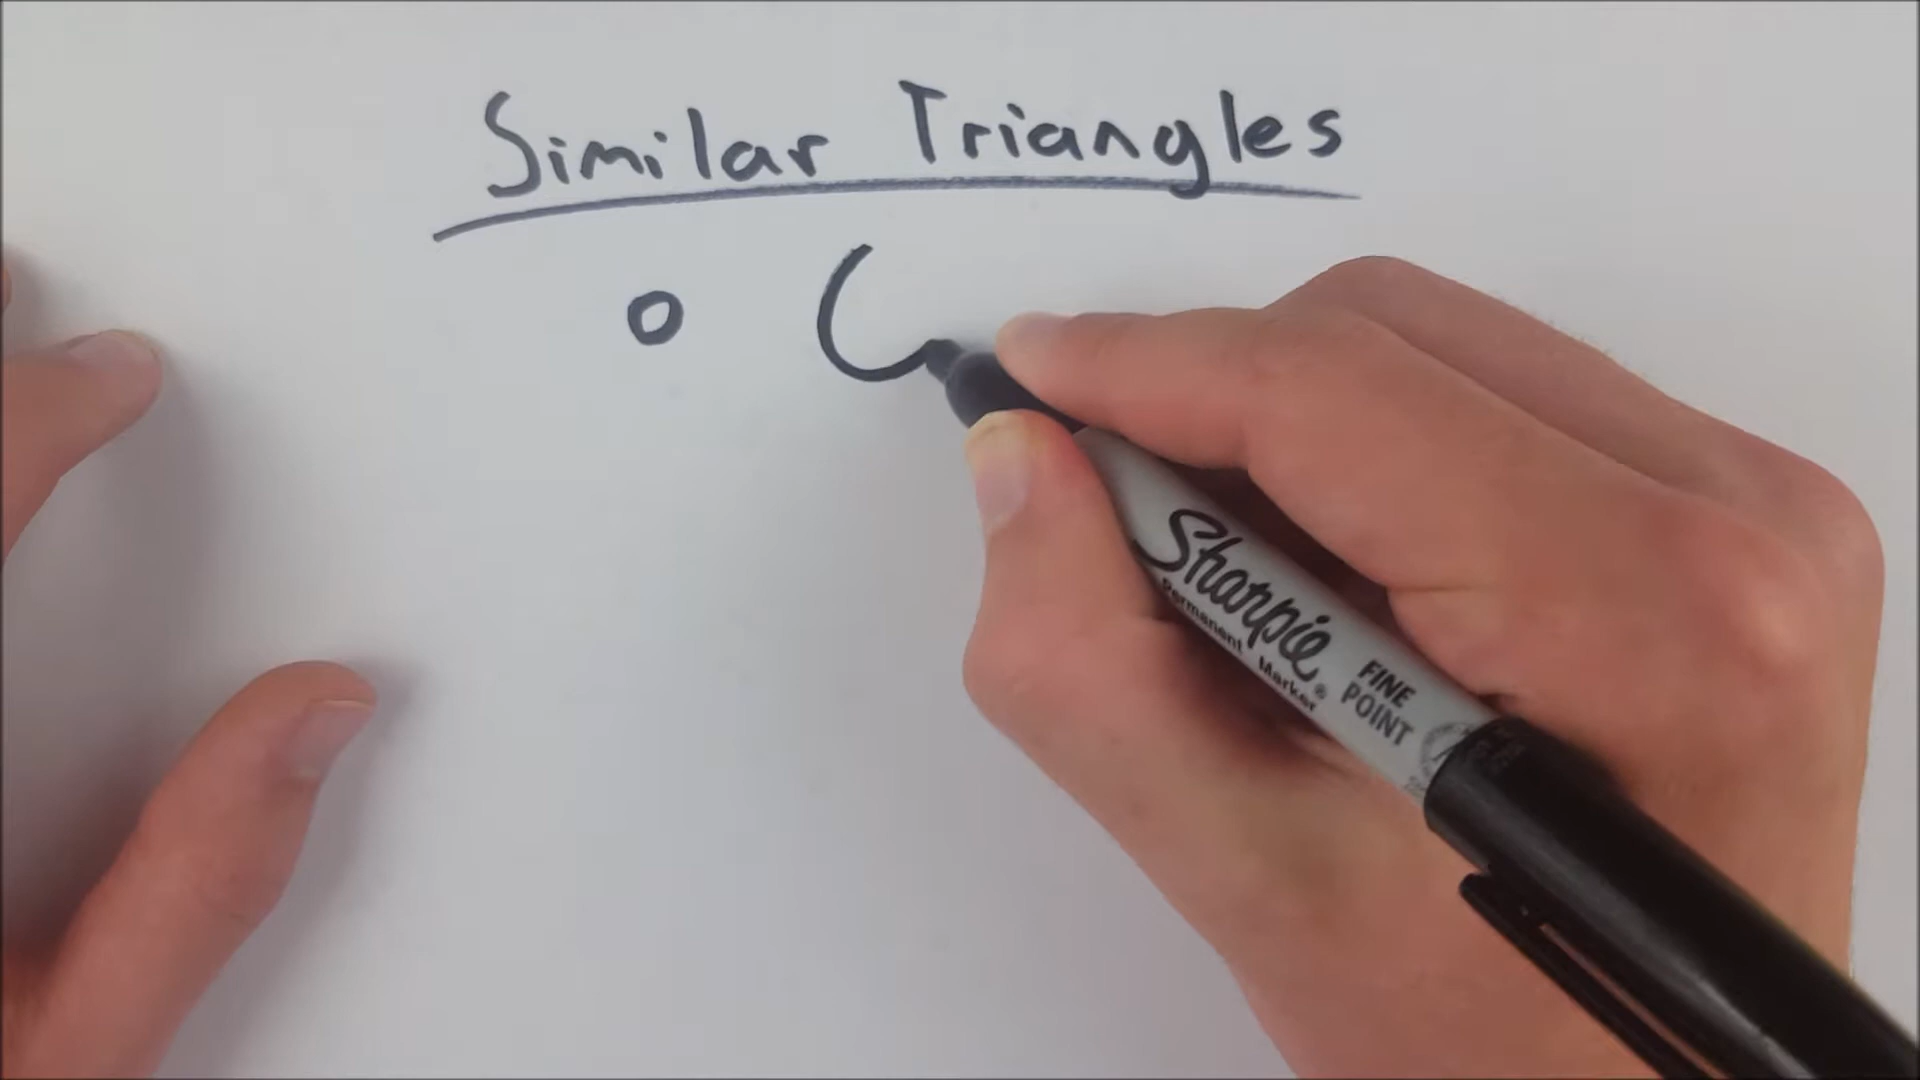 Similar Triangles
Sharpie®
Permanent Marker
FINE
POINT